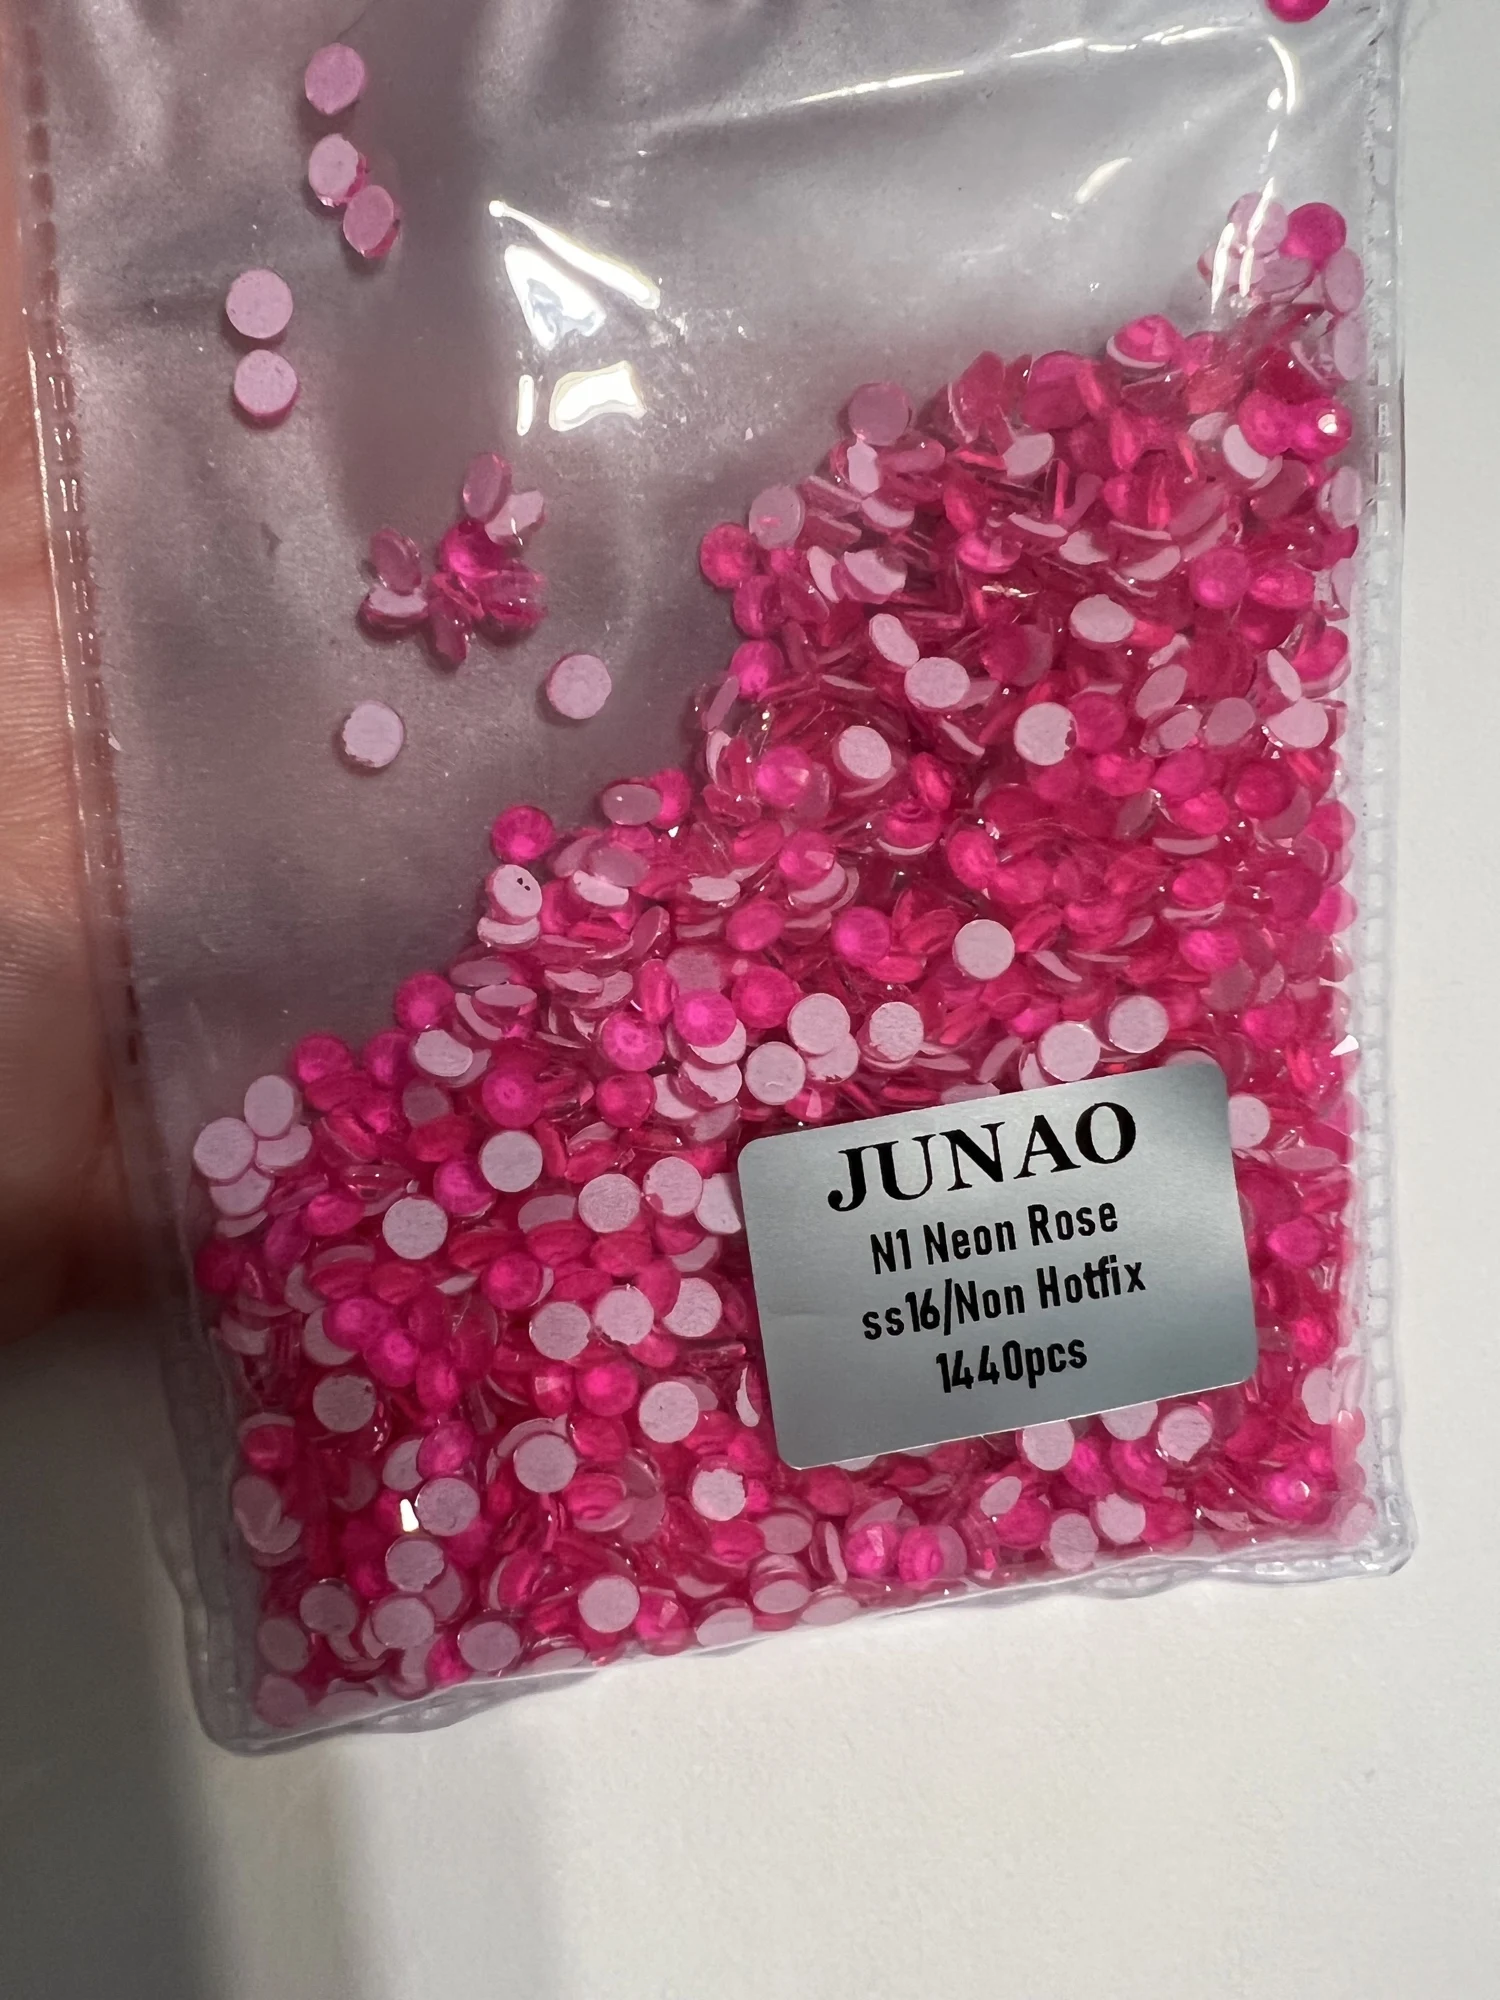 JUNAO
N1 Neon Rose
ss16/Non Hotfix
1440pcs